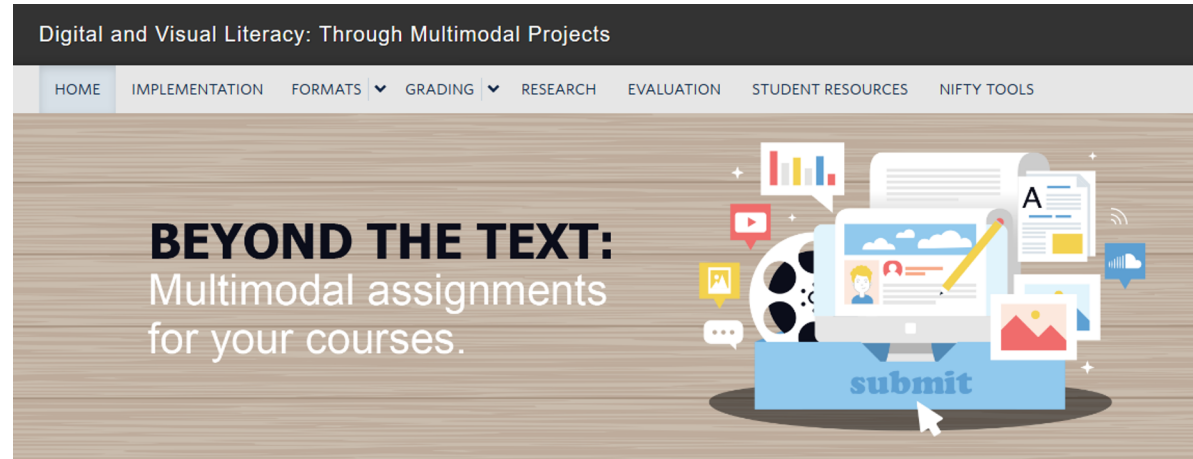 Digital and Visual Literacy: Through Multimodal Projects
HOME IMPLEMENTATION FORMATS GRADING RESEARCH EVALUATION STUDENT RESOURCES NIFTY TOOLS
BEYOND THE TEXT:
Multimodal assignments
for your courses.
A
submit